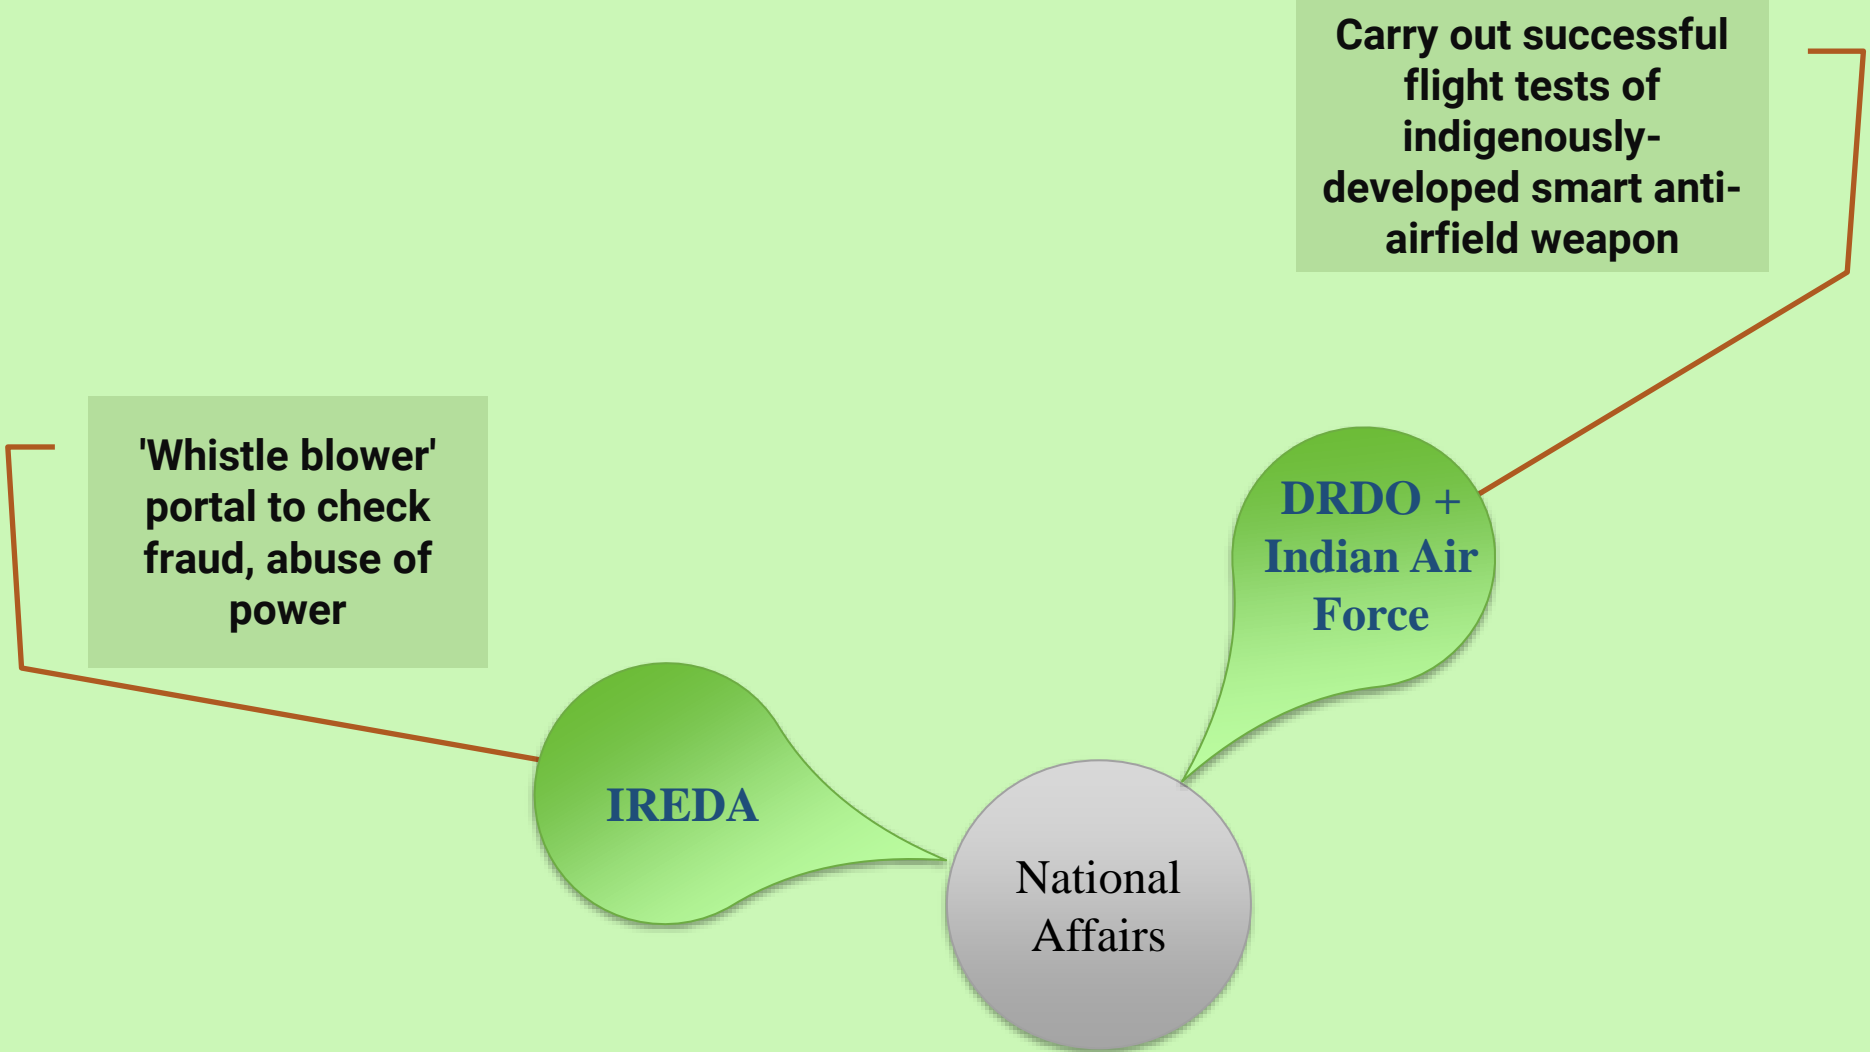 Carry out successful
flight tests of
indigenously-
developed smart anti-
airfield weapon
'Whistle blower'
portal to check
fraud, abuse of
power
DRDO +
Indian Air
Force
IREDA
National
Affairs